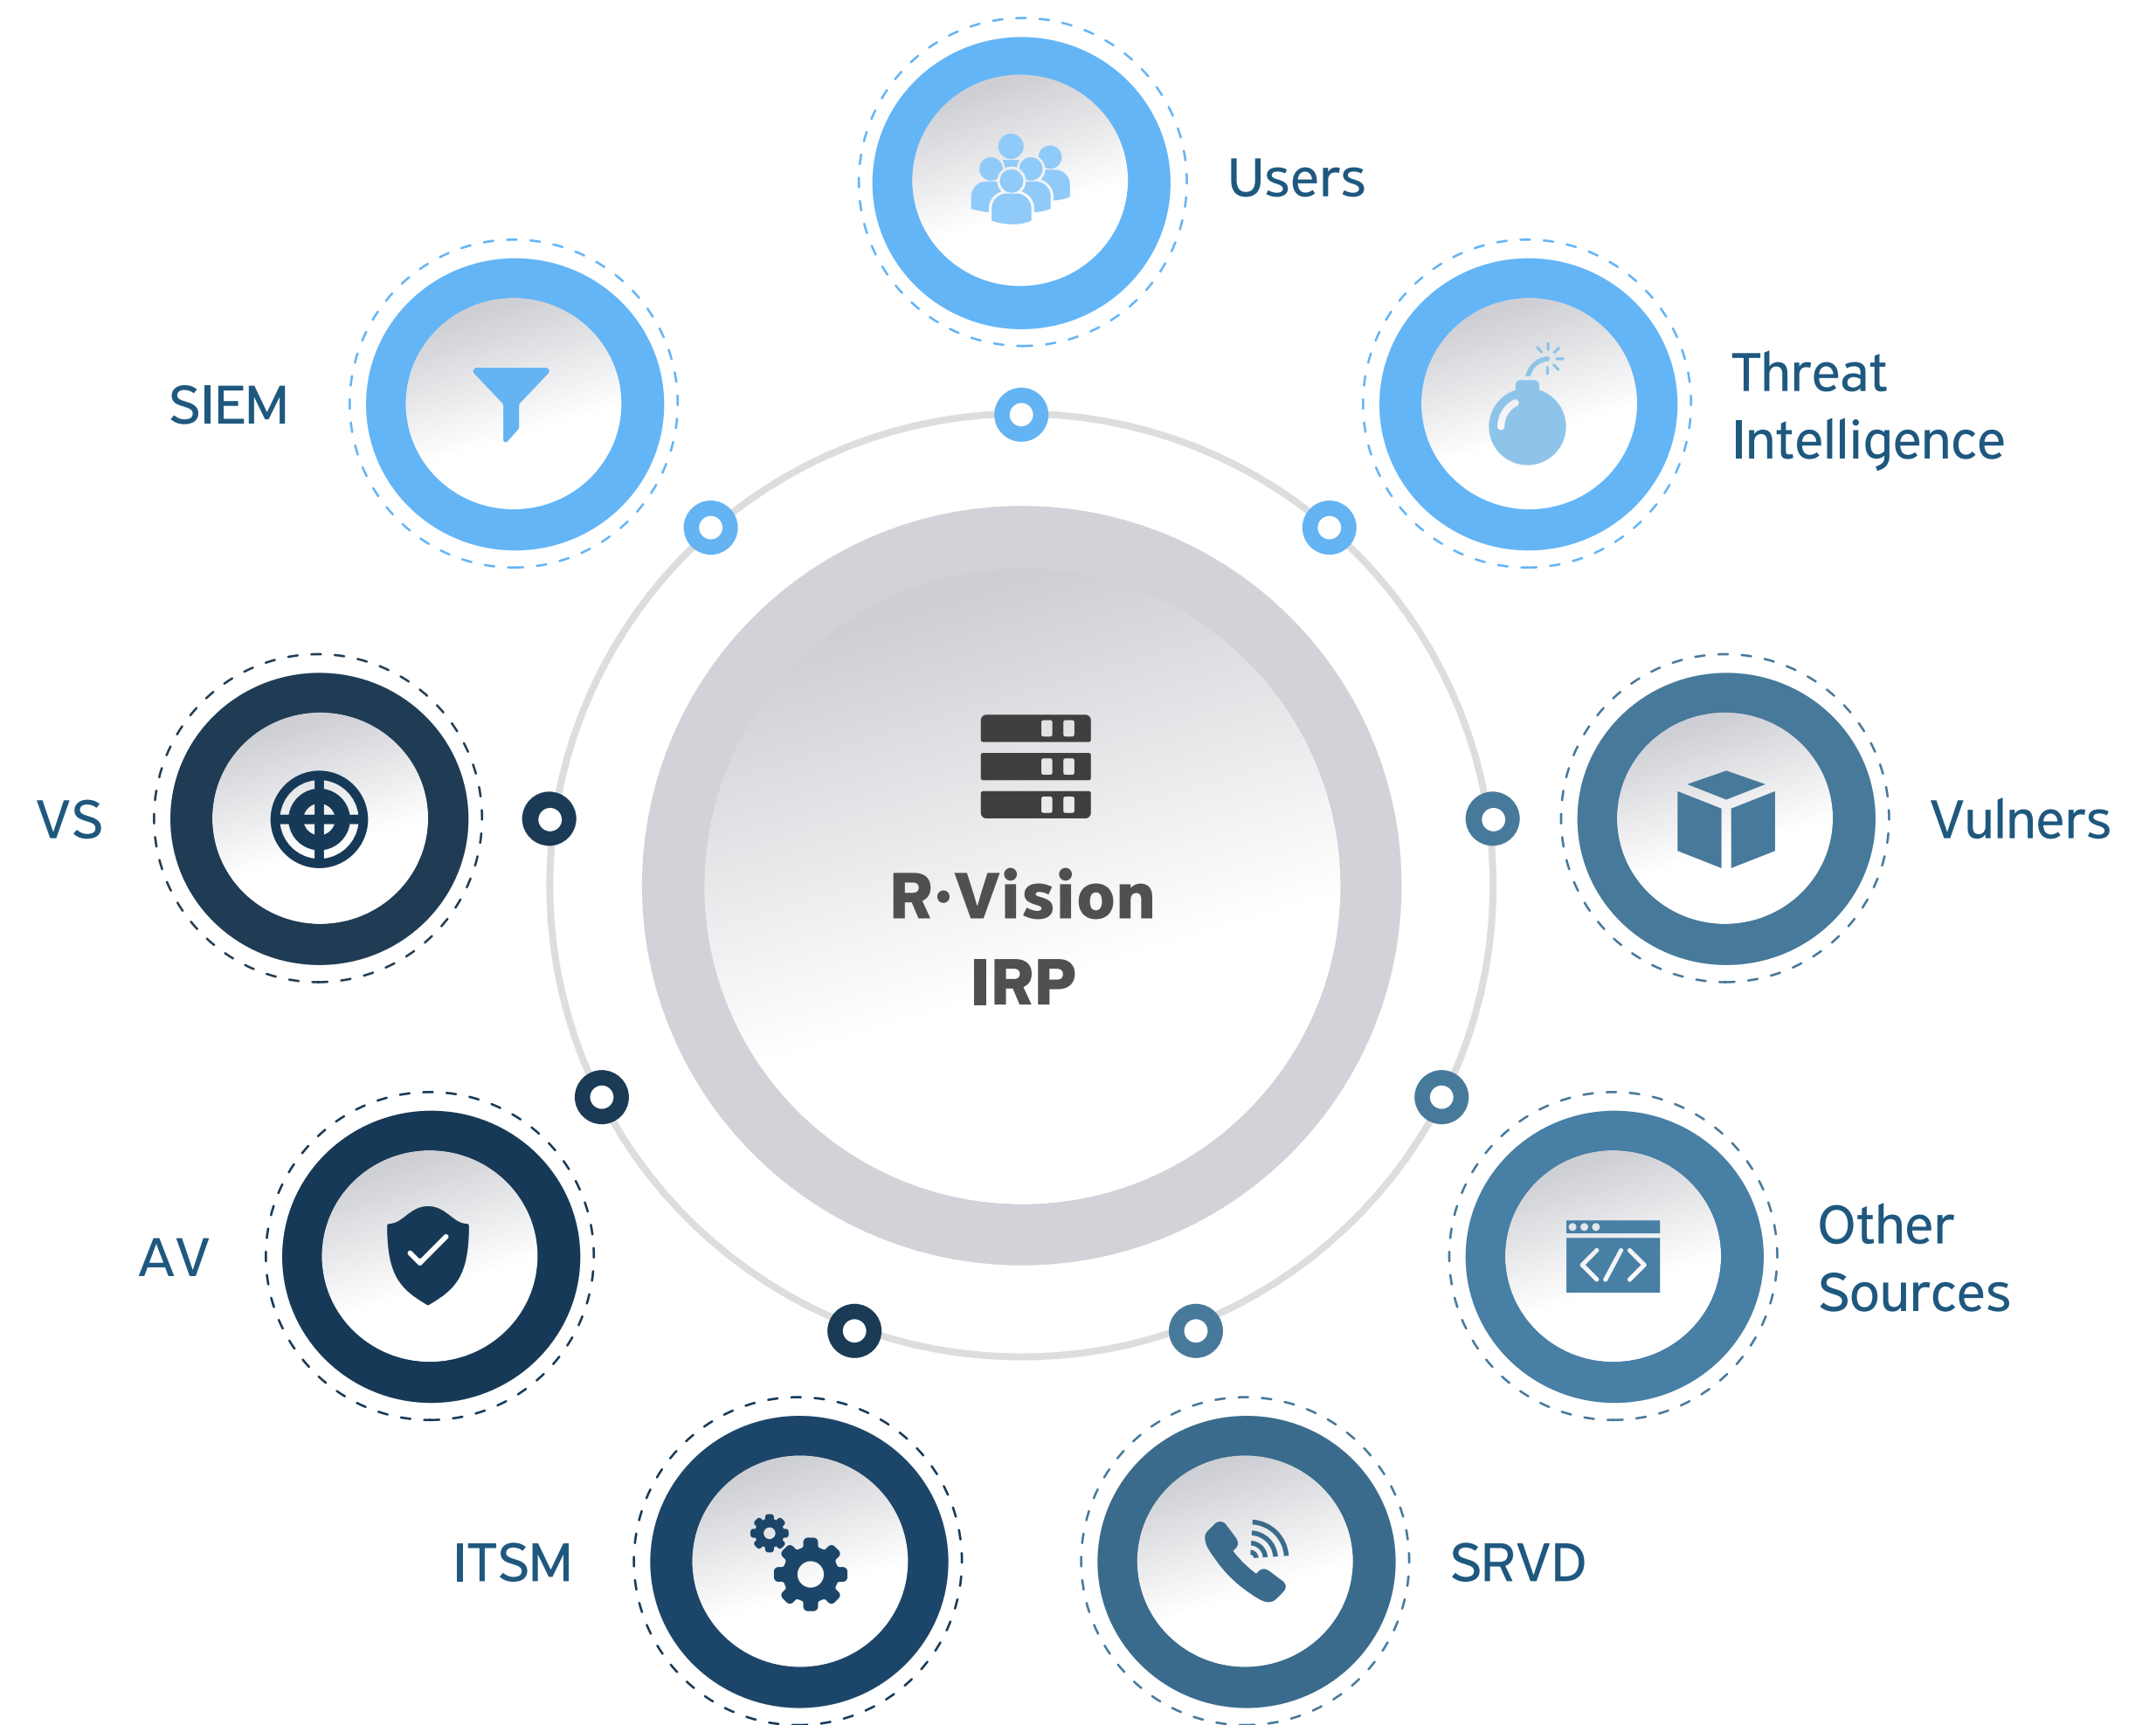 Users
SIEM
Threat
Intelligence
VS
Vulners
R·Vision
IRP
AV
Other
Sources
ITSM
SRVD